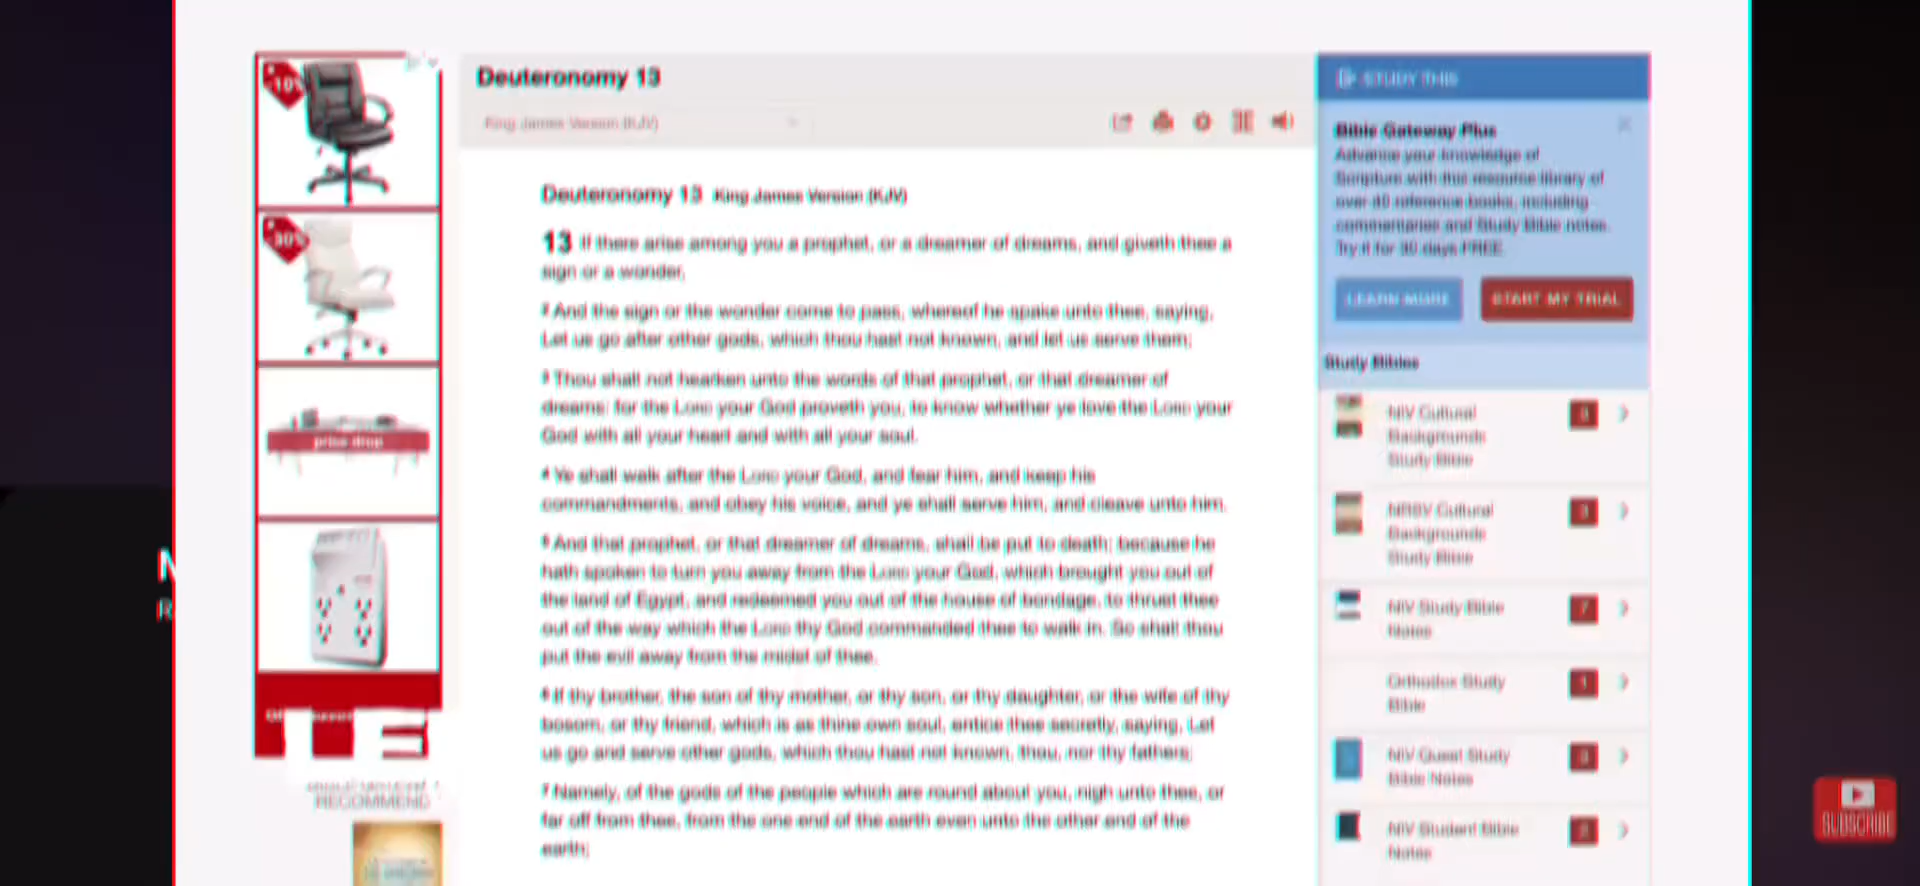 -10%
-30%
price drop
RECOMMEND
Deuteronomy 13
King James Version (KJV)
Deuteronomy 13 King James Version (KJV)
13 If there arise among you a prophet, or a dreamer of dreams, and giveth thee a
sign or a wonder,
2 And the sign or the wonder come to pass, whereof he spake unto thee, saying,
Let us go after other gods, which thou hast not known, and let us serve them;
3 Thou shalt not hearken unto the words of that prophet, or that dreamer of
dreams: for the LORD your God proveth you, to know whether ye love the LORD your
God with all your heart and with all your soul.
4 Ye shall walk after the LORD your God, and fear him, and keep his
commandments, and obey his voice, and ye shall serve him, and cleave unto him.
5 And that prophet, or that dreamer of dreams, shall be put to death; because he
hath spoken to turn you away from the LORD your God, which brought you out of
the land of Egypt, and redeemed you out of the house of bondage, to thrust thee
out of the way which the LORD thy God commanded thee to walk in. So shalt thou
put the evil away from the midst of thee.
6 If thy brother, the son of thy mother, or thy son, or thy daughter, or the wife of thy
bosom, or thy friend, which is as thine own soul, entice thee secretly, saying, Let
us go and serve other gods, which thou hast not known, thou, nor thy fathers;
7 Namely, of the gods of the people which are round about you, nigh unto thee, or
far off from thee, from the one end of the earth even unto the other end of the
earth;
STUDY THIS
Bible Gateway Plus
Advance your knowledge of
Scripture with this resource library of
over 40 reference books, including
commentaries and Study Bible notes.
Try it for 30 days FREE.
LEARN MORE START MY TRIAL
Study Bibles
NIV Cultural
Backgrounds
Study Bible
NRSV Cultural
Backgrounds
Study Bible
NIV Study Bible 7
Notes
Orthodox Study 1
Bible
NIV Quest Study
Bible Notes
NIV Student Bible
Notes
SUBSCRIBE